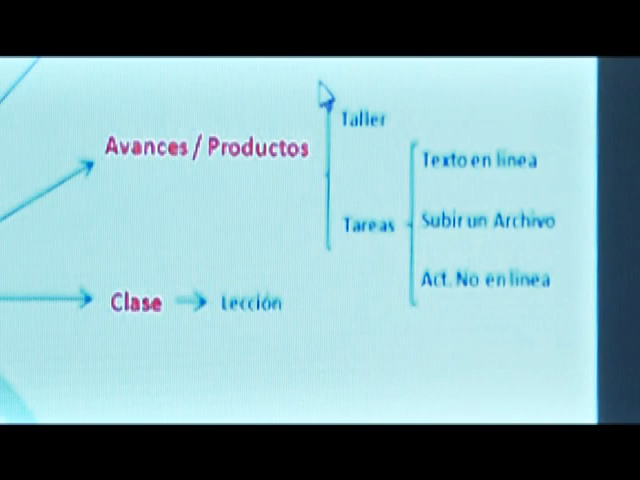 Taller
Avances / Productos
Texto en linea
Tareas
Subir un Archivo
Act. No en linea
Clase
Lección